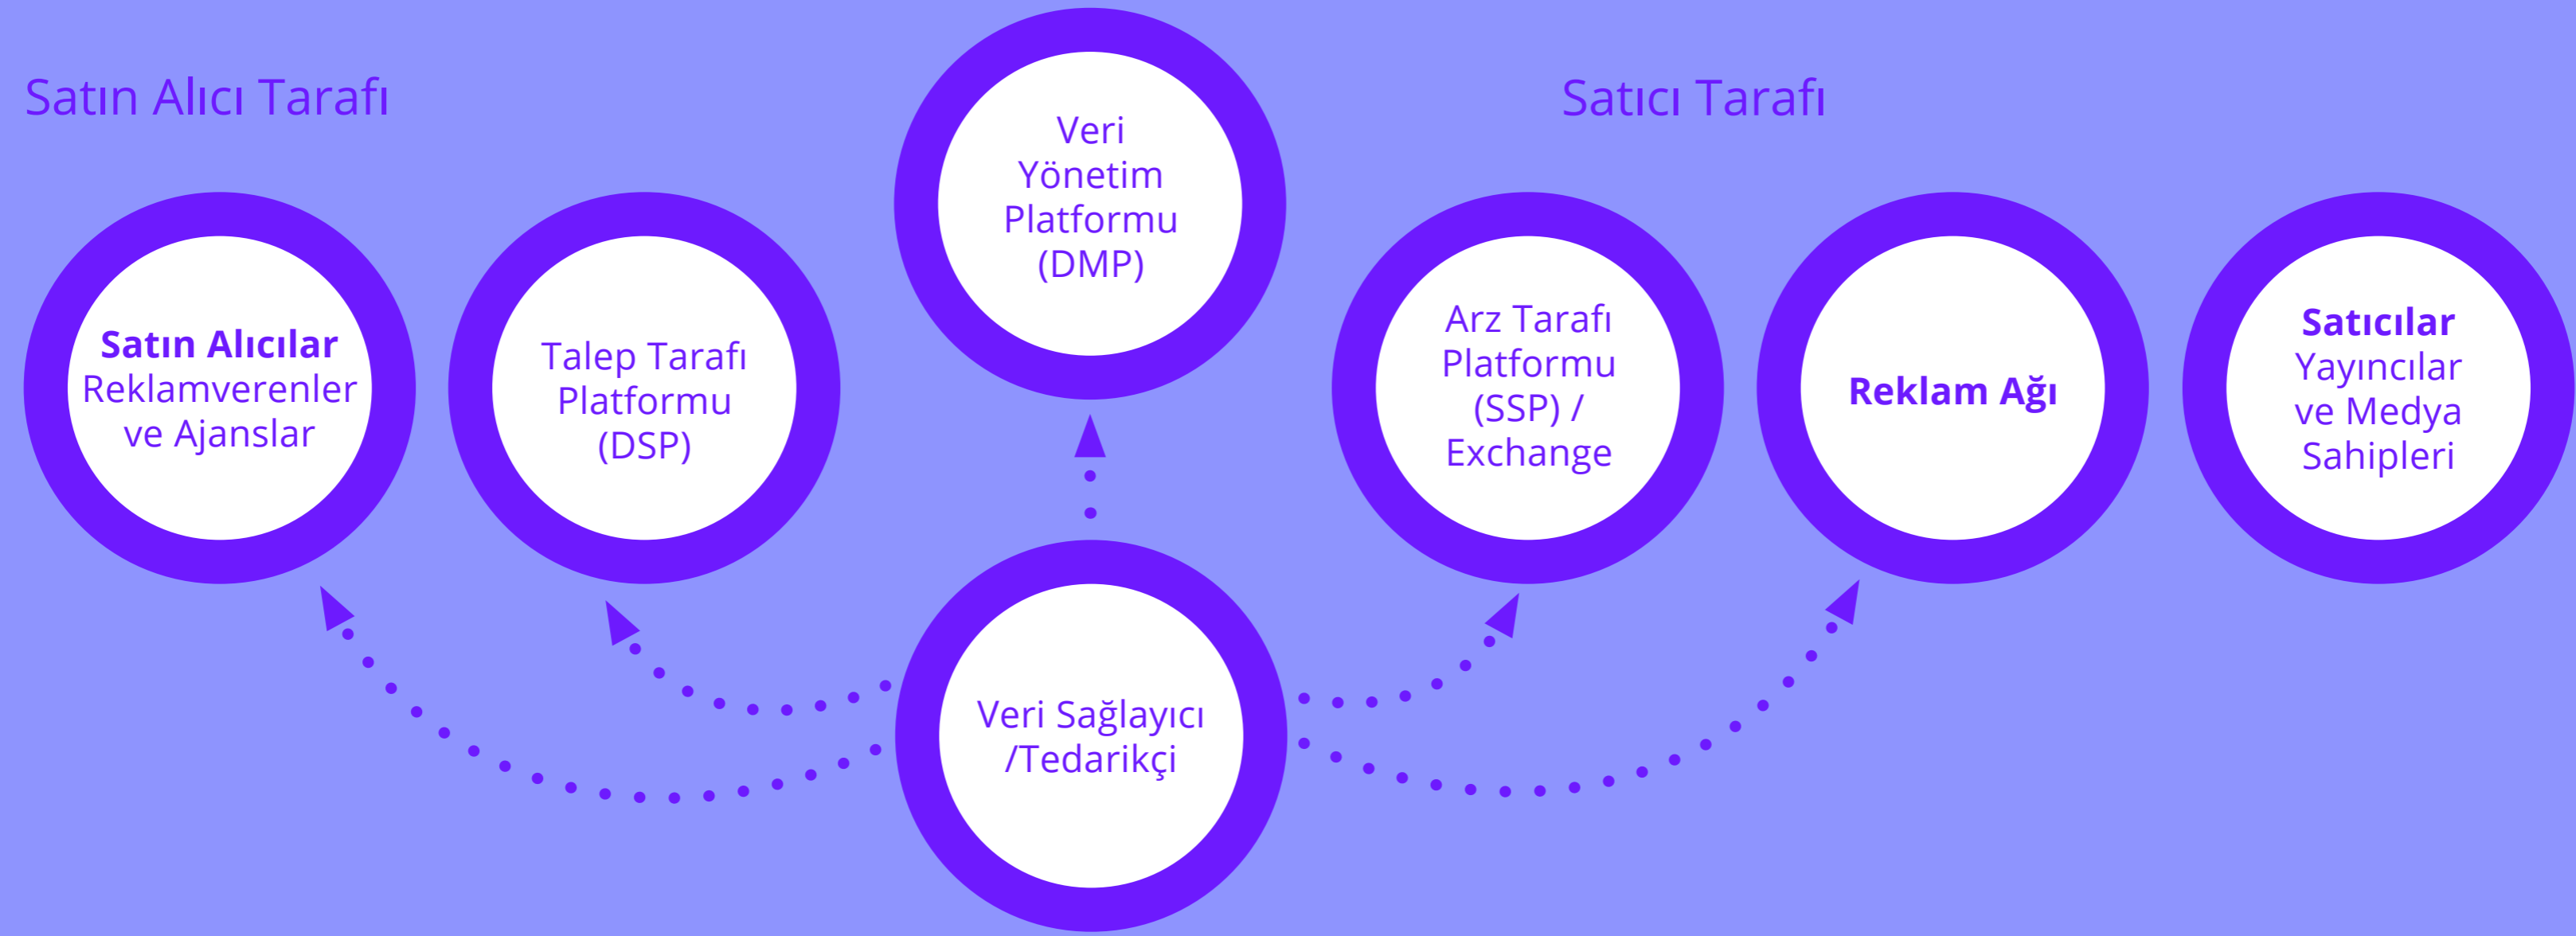 Satın Alıcı Tarafı
Satıcı Tarafı
Satın Alıcılar
Reklamverenler
ve Ajanslar
Talep Tarafı
Platformu
(DSP)
Veri
Yönetim
Platformu
(DMP)
Arz Tarafı
Platformu
(SSP) /
Exchange
Reklam Ağı
Satıcılar
Yayıncılar
ve Medya
Sahipleri
Veri Sağlayıcı
/Tedarikçi